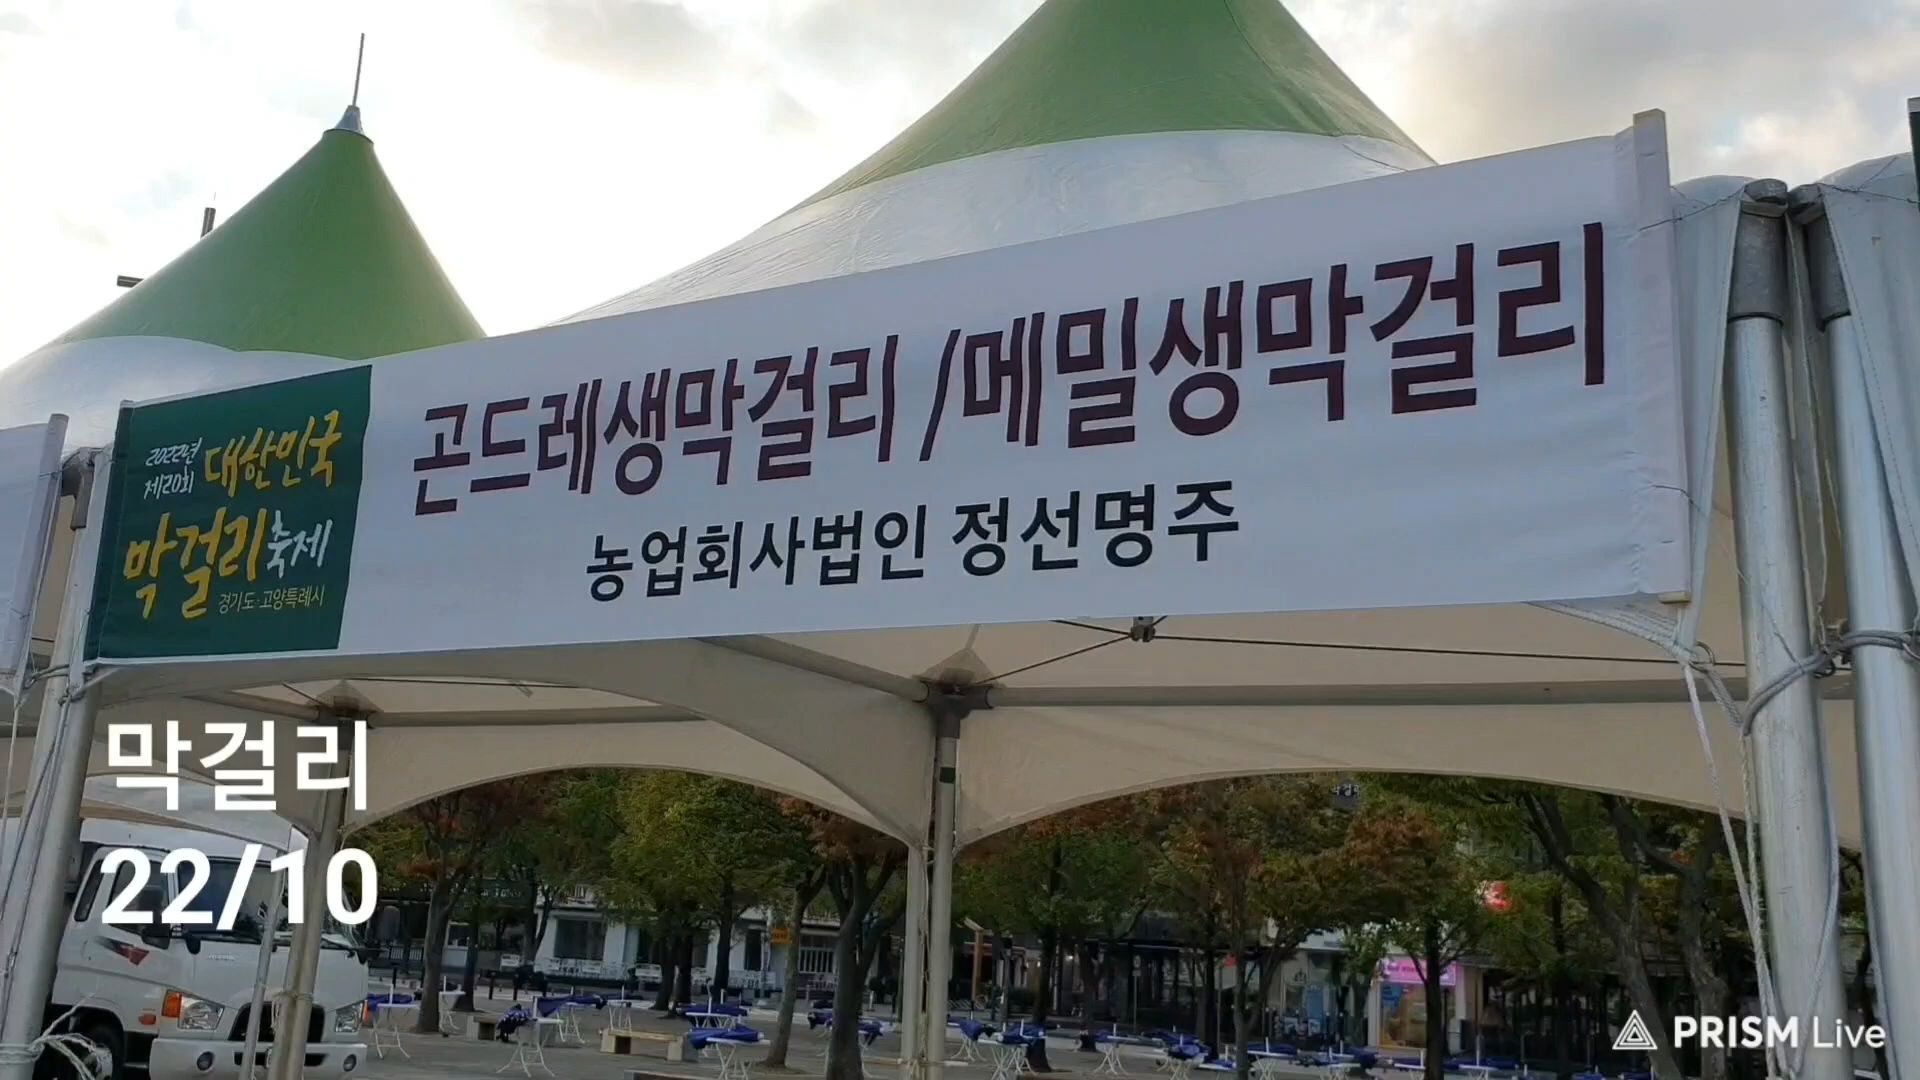 2022년
제20회 대한민국
막걸리축제
경기도·고양특례시
곤드레생막걸리 / 메밀생막걸리
농업회사법인 정선명주
막걸리
22/10
PRISM Live